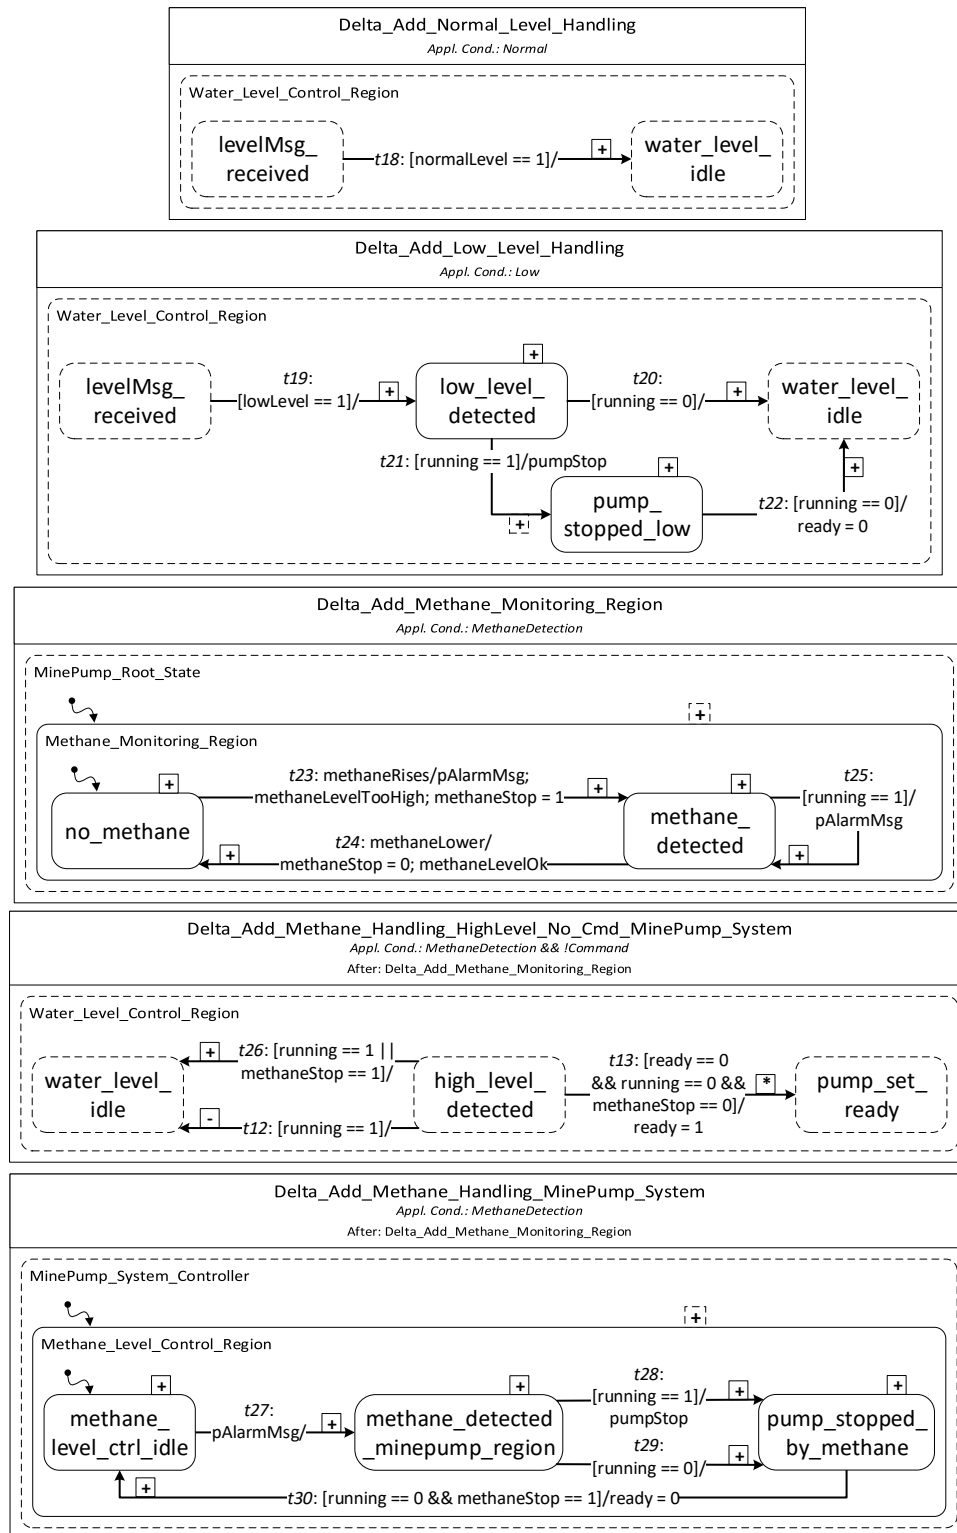 Delta_Add_Normal_Level_Handling
Appl. Cond.: Normal
Water_Level_Control_Region
levelMsg_
received
t18: [normalLevel == 1]/
+
water_level_
idle
Delta_Add_Low_Level_Handling
Appl. Cond.: Low
Water_Level_Control_Region
levelMsg_
received
t19:
[lowLevel == 1]/
+
+
low_level_
detected
t20:
[running == 0]/
+
water_level_
idle
t21: [running == 1]/pumpStop
+
+
pump_
stopped_low
t22: [running == 0]/
ready = 0
+
Delta_Add_Methane_Monitoring_Region
Appl. Cond.: MethaneDetection
MinePump_Root_State
+
Methane_Monitoring_Region
+
no_methane
t23: methaneRises/pAlarmMsg;
methaneLevelTooHigh; methaneStop = 1
+
t24: methaneLower/
methaneStop = 0; methaneLevelOk
+
+
methane_
detected
t25:
[running == 1]/
pAlarmMsg
+
Delta_Add_Methane_Handling_HighLevel_No_Cmd_MinePump_System
Appl. Cond.: MethaneDetection && !Command
After: Delta_Add_Methane_Monitoring_Region
Water_Level_Control_Region
water_level_
idle
+
t26: [running == 1 ||
methaneStop == 1]/
-
t12: [running == 1]/
high_level_
detected
t13: [ready == 0
&& running == 0 &&
methaneStop == 0]/
ready = 1
*
pump_set_
ready
Delta_Add_Methane_Handling_MinePump_System
Appl. Cond.: MethaneDetection
After: Delta_Add_Methane_Monitoring_Region
MinePump_System_Controller
+
Methane_Level_Control_Region
+
methane_
level_ctrl_idle
t27:
pAlarmMsg/
+
+
methane_detected
_minepump_region
t28:
[running == 1]/
pumpStop
+
t29:
[running == 0]/
+
+
pump_stopped_
by_methane
+
t30: [running == 0 && methaneStop == 1]/ready = 0